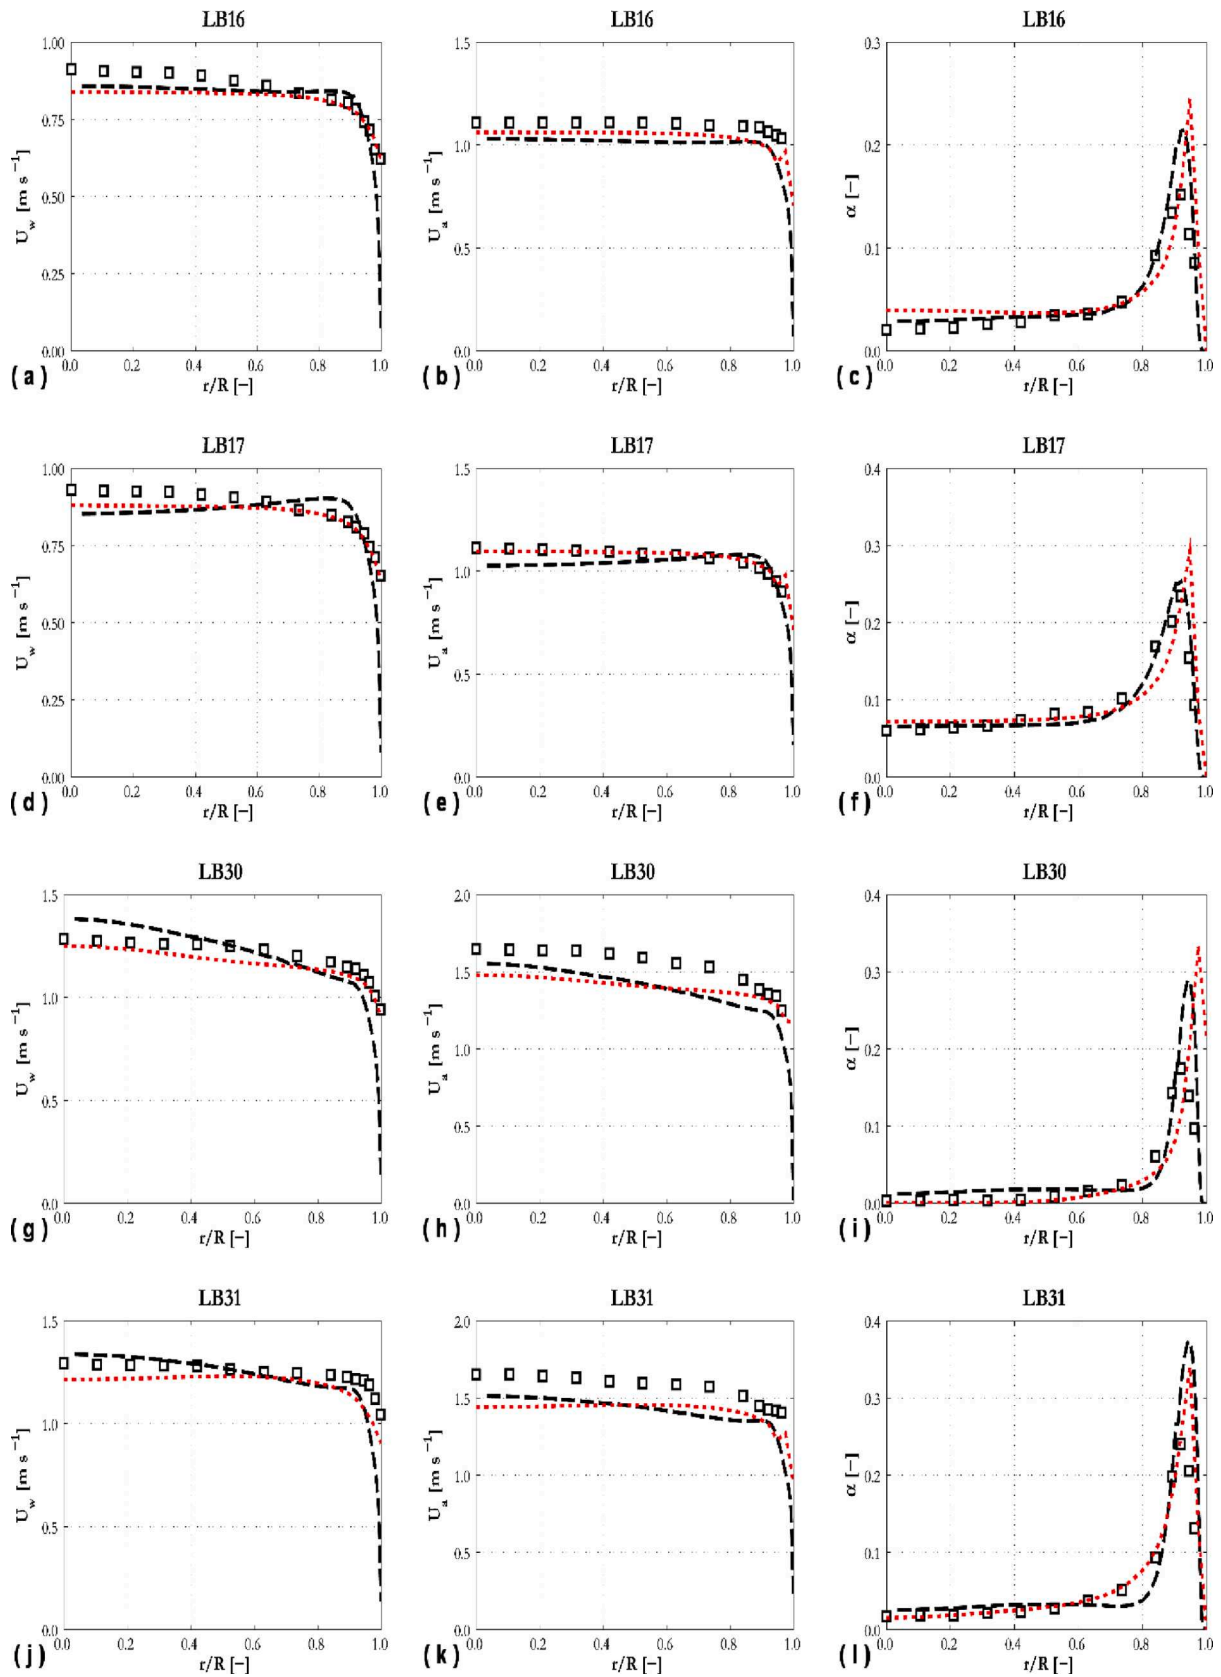 LB16 LB16 LB16
1.00 1.5 0.3
0.75 1.0 0.2
0.50
0.25 0.5 0.1
0.00 0.0 0.0
U_w [m s⁻¹] U_a [m s⁻¹] α [−]
0.0 0.2 0.4 0.6 0.8 1.0 0.0 0.2 0.4 0.6 0.8 1.0 0.0 0.2 0.4 0.6 0.8 1.0
(a) r/R [−] (b) r/R [−] (c) r/R [−]
LB17 LB17 LB17
1.00 1.5 0.4
0.75 1.0 0.3
0.50 0.2
0.25 0.5 0.1
0.00 0.0 0.0
U_w [m s⁻¹] U_a [m s⁻¹] α [−]
0.0 0.2 0.4 0.6 0.8 1.0 0.0 0.2 0.4 0.6 0.8 1.0 0.0 0.2 0.4 0.6 0.8 1.0
(d) r/R [−] (e) r/R [−] (f) r/R [−]
LB30 LB30 LB30
1.5 2.0 0.4
1.5 0.3
1.0 1.0 0.2
0.5 0.5 0.1
0.0 0.0 0.0
U_w [m s⁻¹] U_a [m s⁻¹] α [−]
0.0 0.2 0.4 0.6 0.8 1.0 0.0 0.2 0.4 0.6 0.8 1.0 0.0 0.2 0.4 0.6 0.8 1.0
(g) r/R [−] (h) r/R [−] (i) r/R [−]
LB31 LB31 LB31
1.5 2.0 0.4
1.5 0.3
1.0 1.0 0.2
0.5 0.5 0.1
0.0 0.0 0.0
U_w [m s⁻¹] U_a [m s⁻¹] α [−]
0.0 0.2 0.4 0.6 0.8 1.0 0.0 0.2 0.4 0.6 0.8 1.0 0.0 0.2 0.4 0.6 0.8 1.0
(j) r/R [−] (k) r/R [−] (l) r/R [−]